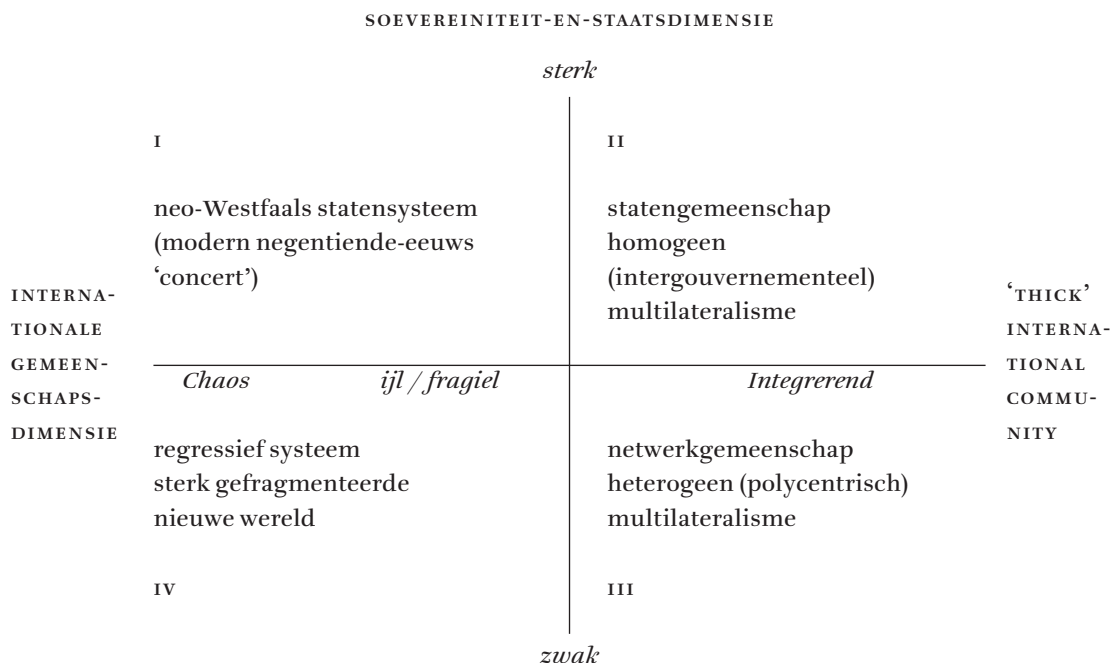 SOEVEREINITEIT-EN-STAATSDIMENSIE
sterk
I
neo-Westfaals statensysteem
(modern negentiende-eeuws
‘concert’)
II
statengemeenschap
homogeen
(intergouvernementeel)
multilateralisme
INTERNA-
TIONALE
GEMEEN-
SCHAPS-
DIMENSIE
‘THICK’
INTERNA-
TIONAL
COMMU-
NITY
Chaos
ijl / fragiel
Integrerend
regressief systeem
sterk gefragmenteerde
nieuwe wereld
IV
netwerkgemeenschap
heterogeen (polycentrisch)
multilateralisme
III
zwak